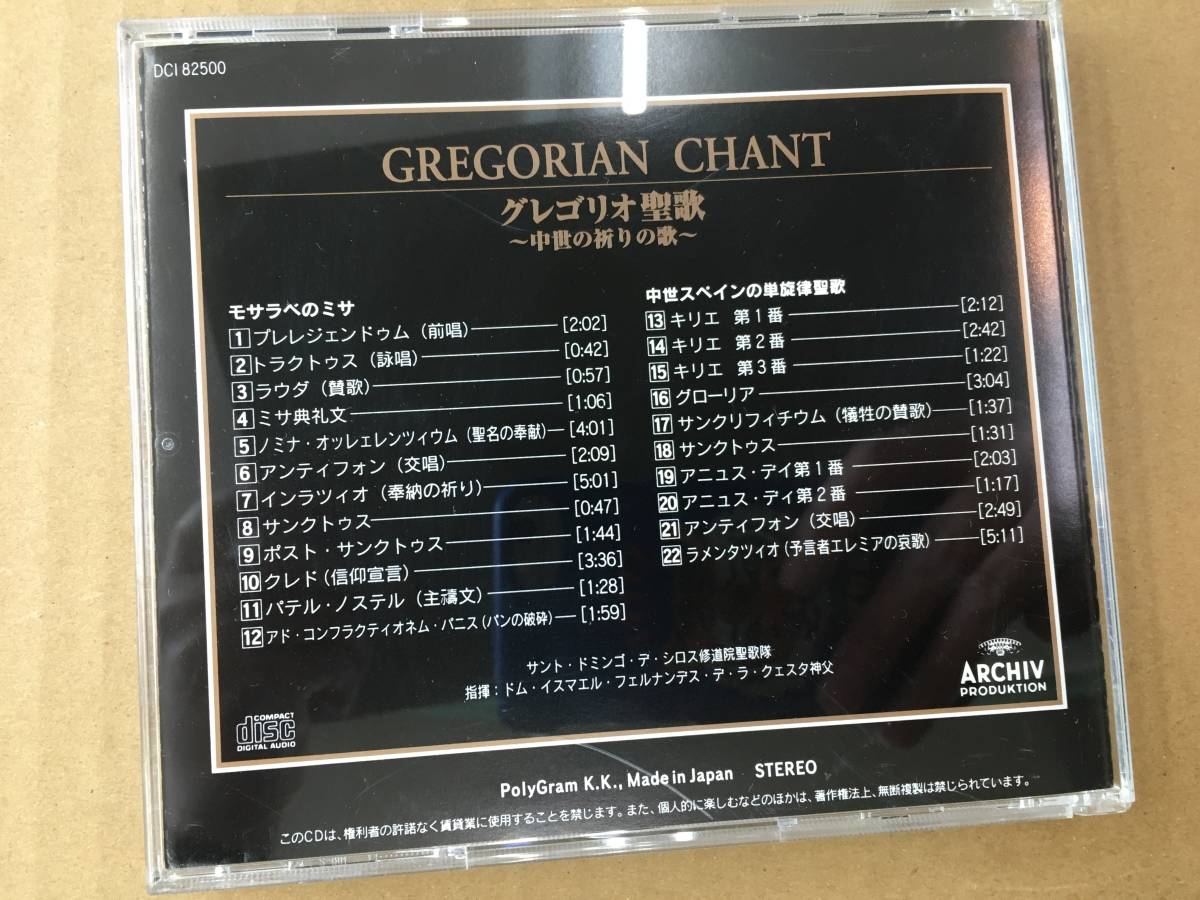 DCI 82500
GREGORIAN CHANT
グレゴリオ聖歌
～中世の祈りの歌～
モサラベのミサ
1 プレレジェンドゥム（前唱） [2:02]
2 トラクトゥス（詠唱） [0:42]
3 ラウダ（賛歌） [0:57]
4 ミサ典礼文 [1:06]
5 ノミナ・オッレェレンツィウム（聖名の奉献） [4:01]
6 アンティフォン（交唱） [2:09]
7 インラツィオ（奉納の祈り） [5:01]
8 サンクトゥス [0:47]
9 ポスト・サンクトゥス [1:44]
10 クレド（信仰宣言） [3:36]
11 パテル・ノステル（主禱文） [1:28]
12 アド・コンフラクティオネム・パニス（パンの破砕） [1:59]
中世スペインの単旋律聖歌
13 キリエ 第1番 [2:12]
14 キリエ 第2番 [2:42]
15 キリエ 第3番 [1:22]
16 グローリア [3:04]
17 サンクリフィチウム（犠牲の賛歌） [1:37]
18 サンクトゥス [1:31]
19 アニュス・デイ第1番 [2:03]
20 アニュス・デイ第2番 [1:17]
21 アンティフォン（交唱） [2:49]
22 ラメンタツィオ（予言者エレミアの哀歌） [5:11]
サント・ドミンゴ・デ・シロス修道院聖歌隊
指揮：ドム・イスマエル・フェルナンデス・デ・ラ・クェスタ神父
ARCHIV
PRODUKTION
COMPACT
disc
DIGITAL AUDIO
PolyGram K.K., Made in Japan STEREO
このCDは、権利者の許諾なく賃貸業に使用することを禁じます。また、個人的に楽しむなどのほかは、著作権法上、無断複製は禁じられています。